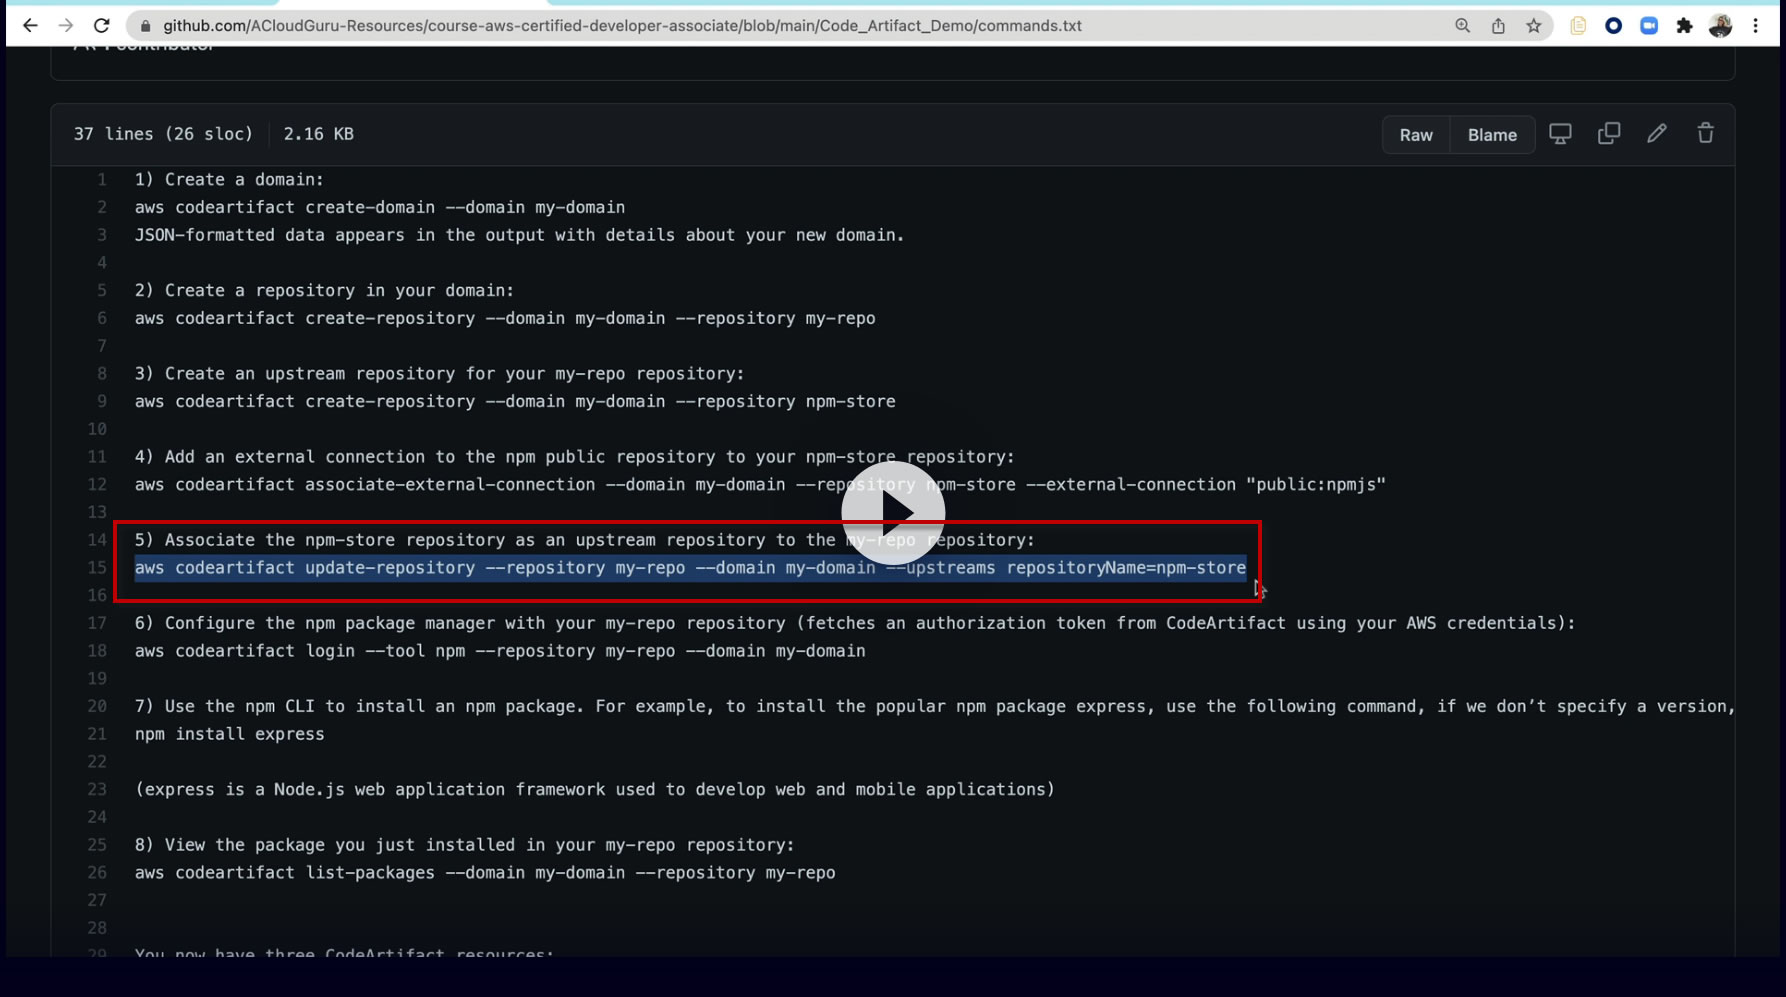 github.com/ACloudGuru-Resources/course-aws-certified-developer-associate/blob/main/Code_Artifact_Demo/commands.txt
contributor
37 lines (26 sloc) 2.16 KB
Raw Blame
1 1) Create a domain:
2 aws codeartifact create-domain --domain my-domain
3 JSON-formatted data appears in the output with details about your new domain.
4
5 2) Create a repository in your domain:
6 aws codeartifact create-repository --domain my-domain --repository my-repo
7
8 3) Create an upstream repository for your my-repo repository:
9 aws codeartifact create-repository --domain my-domain --repository npm-store
10
11 4) Add an external connection to the npm public repository to your npm-store repository:
12 aws codeartifact associate-external-connection --domain my-domain --repository npm-store --external-connection "public:npmjs"
13
14 5) Associate the npm-store repository as an upstream repository to the my-repo repository:
15 aws codeartifact update-repository --repository my-repo --domain my-domain --upstreams repositoryName=npm-store
16
17 6) Configure the npm package manager with your my-repo repository (fetches an authorization token from CodeArtifact using your AWS credentials):
18 aws codeartifact login --tool npm --repository my-repo --domain my-domain
19
20 7) Use the npm CLI to install an npm package. For example, to install the popular npm package express, use the following command, if we don’t specify a version,
21 npm install express
22
23 (express is a Node.js web application framework used to develop web and mobile applications)
24
25 8) View the package you just installed in your my-repo repository:
26 aws codeartifact list-packages --domain my-domain --repository my-repo
27
28
29 You now have three CodeArtifact resources: